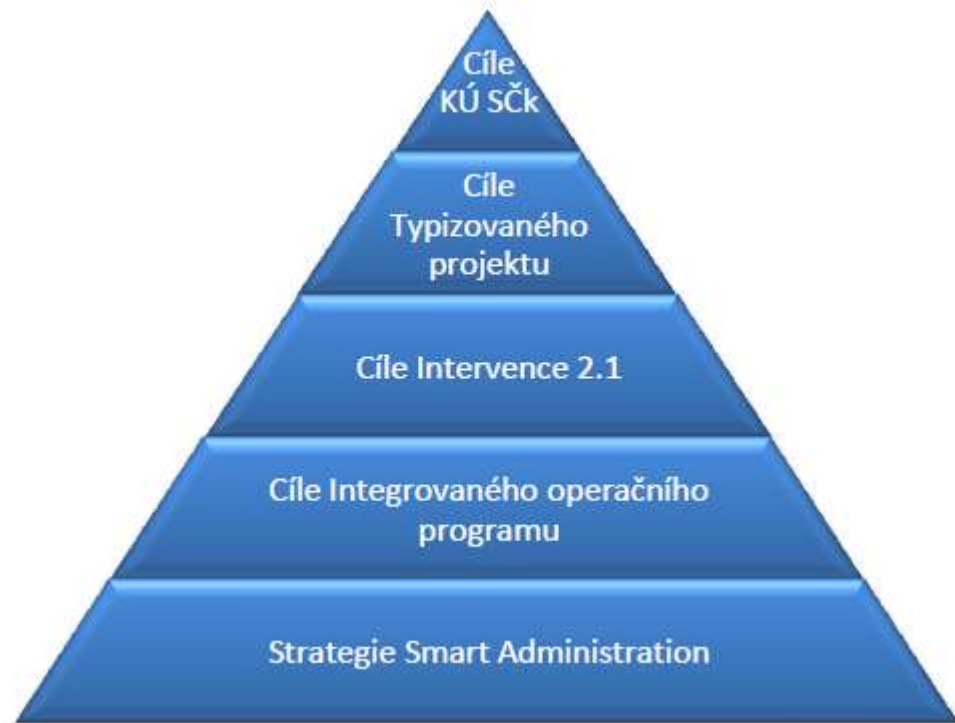 Cíle
KÚ SČk
Cíle
Typizovaného
projektu
Cíle Intervence 2.1
Cíle Integrovaného operačního
programu
Strategie Smart Administration